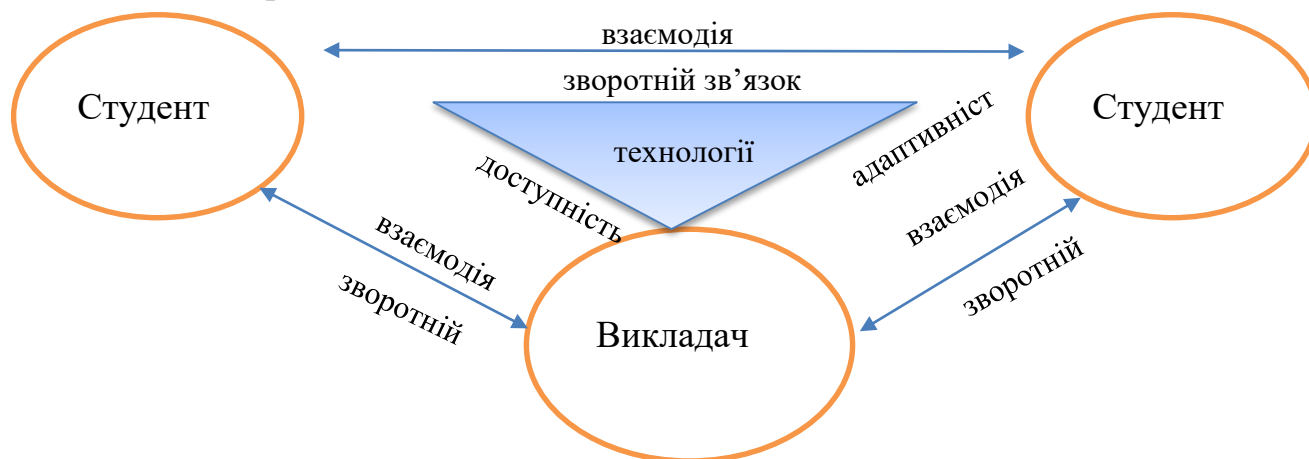 взаємодія
Студент
зворотній зв’язок
Студент
технології
адаптивніст
доступність
взаємодія
взаємодія
зворотній
зворотній
Викладач